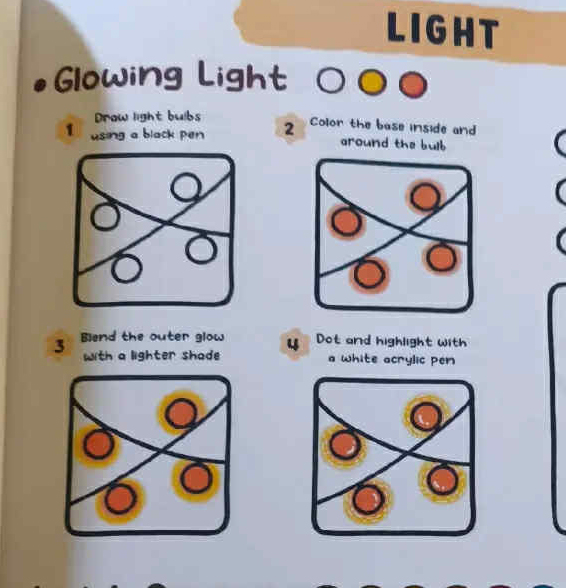 LIGHT
• Glowing Light
1 Draw light bulbs
using a black pen
2 Color the base inside and
around the bulb
3 Blend the outer glow
with a lighter shade
4 Dot and highlight with
a white acrylic pen